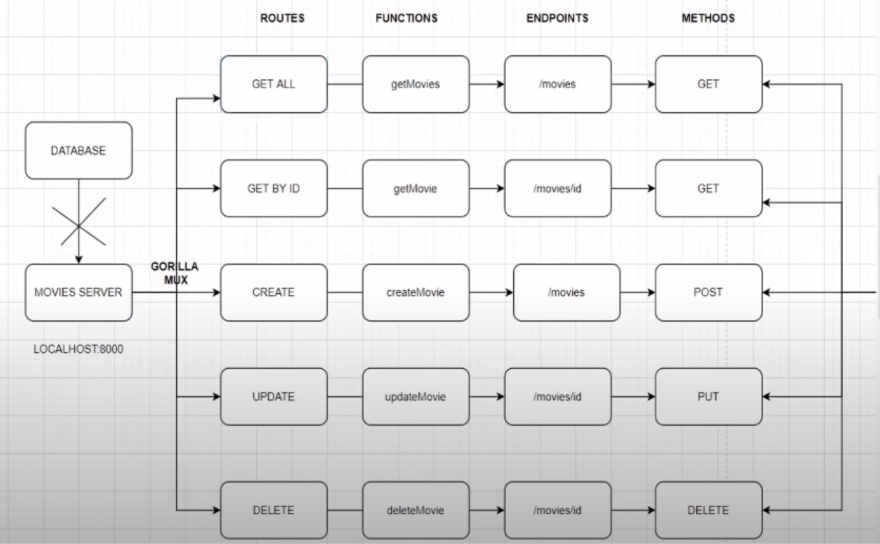 ROUTES FUNCTIONS ENDPOINTS METHODS
GET ALL getMovies /movies GET
DATABASE
GET BY ID getMovie /movies/id GET
GORILLA
MUX
MOVIES SERVER CREATE createMovie /movies POST
LOCALHOST:8000
UPDATE updateMovie /movies/id PUT
DELETE deleteMovie /movies/id DELETE